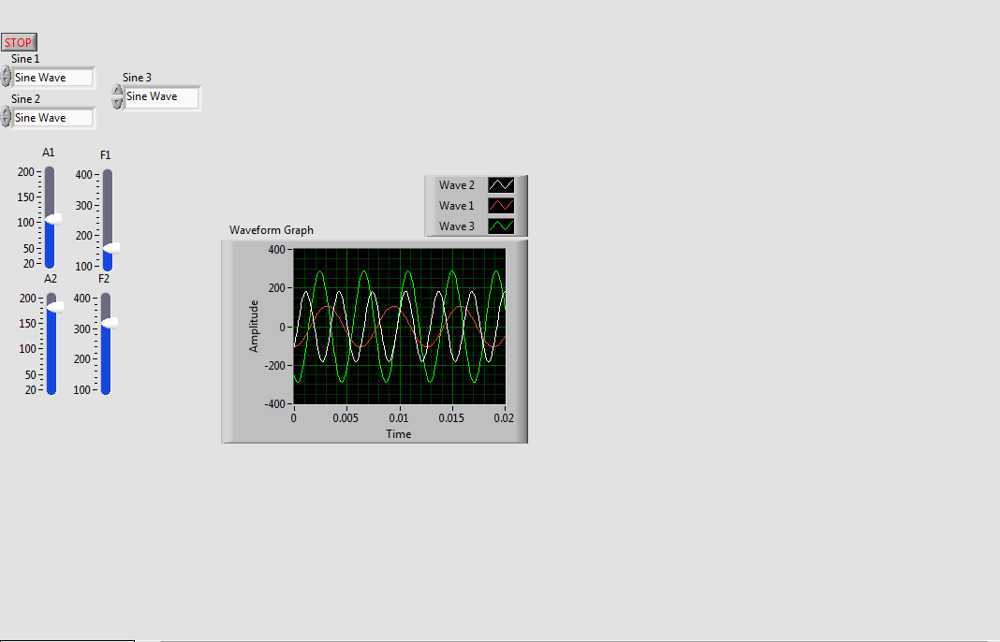 STOP
Sine 1
Sine Wave
Sine 2
Sine Wave
Sine 3
Sine Wave
A1
200
150
100
50
20
F1
400
300
200
100
A2
200
150
100
50
20
F2
400
300
200
100
Wave 2
Wave 1
Wave 3
Waveform Graph
Amplitude
400
200
0
-200
-400
0 0.005 0.01 0.015 0.02
Time